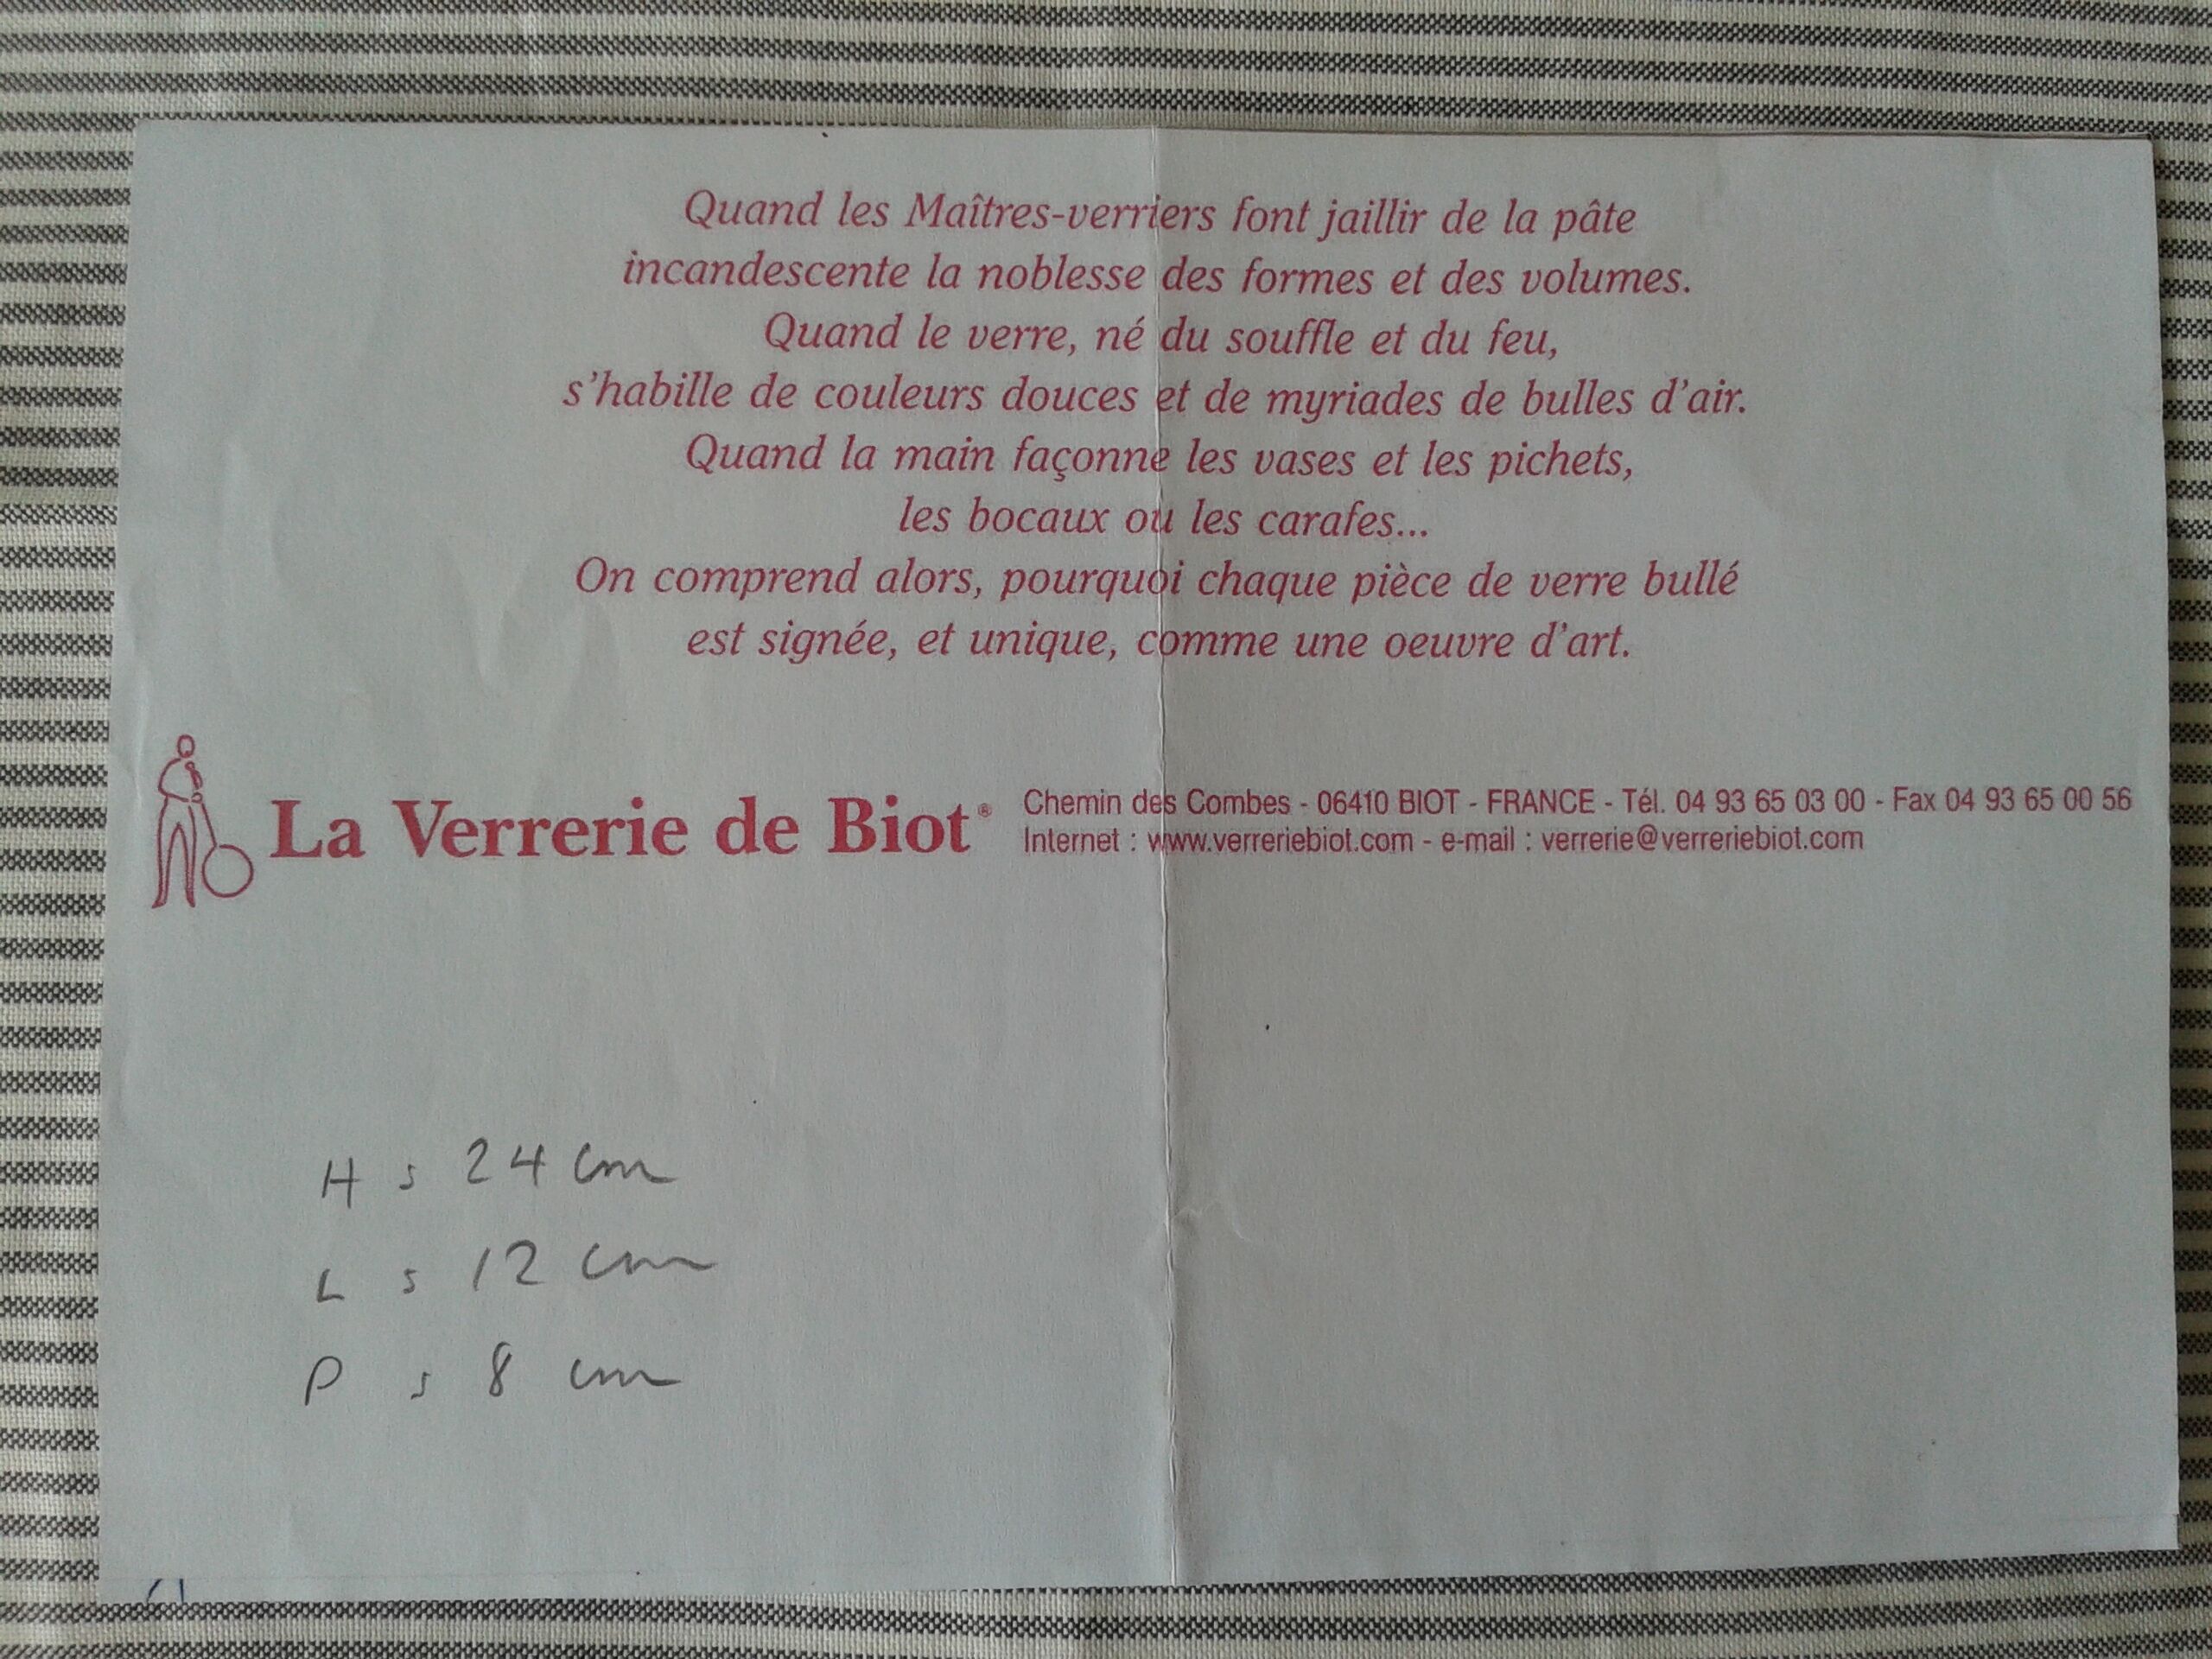 Quand les Maîtres-verriers font jaillir de la pâte
incandescente la noblesse des formes et des volumes.
Quand le verre, né du souffle et du feu,
s'habille de couleurs douces et de myriades de bulles d'air.
Quand la main façonne les vases et les pichets,
les bocaux ou les carafes...
On comprend alors, pourquoi chaque pièce de verre bullé
est signée, et unique, comme une oeuvre d'art.
La Verrerie de Biot®
Chemin des Combes - 06410 BIOT - FRANCE - Tél. 04 93 65 03 00 - Fax 04 93 65 00 56
Internet : www.verreriebiot.com - e-mail : verrerie@verreriebiot.com
H : 24 cm
L : 12 cm
P : 8 cm